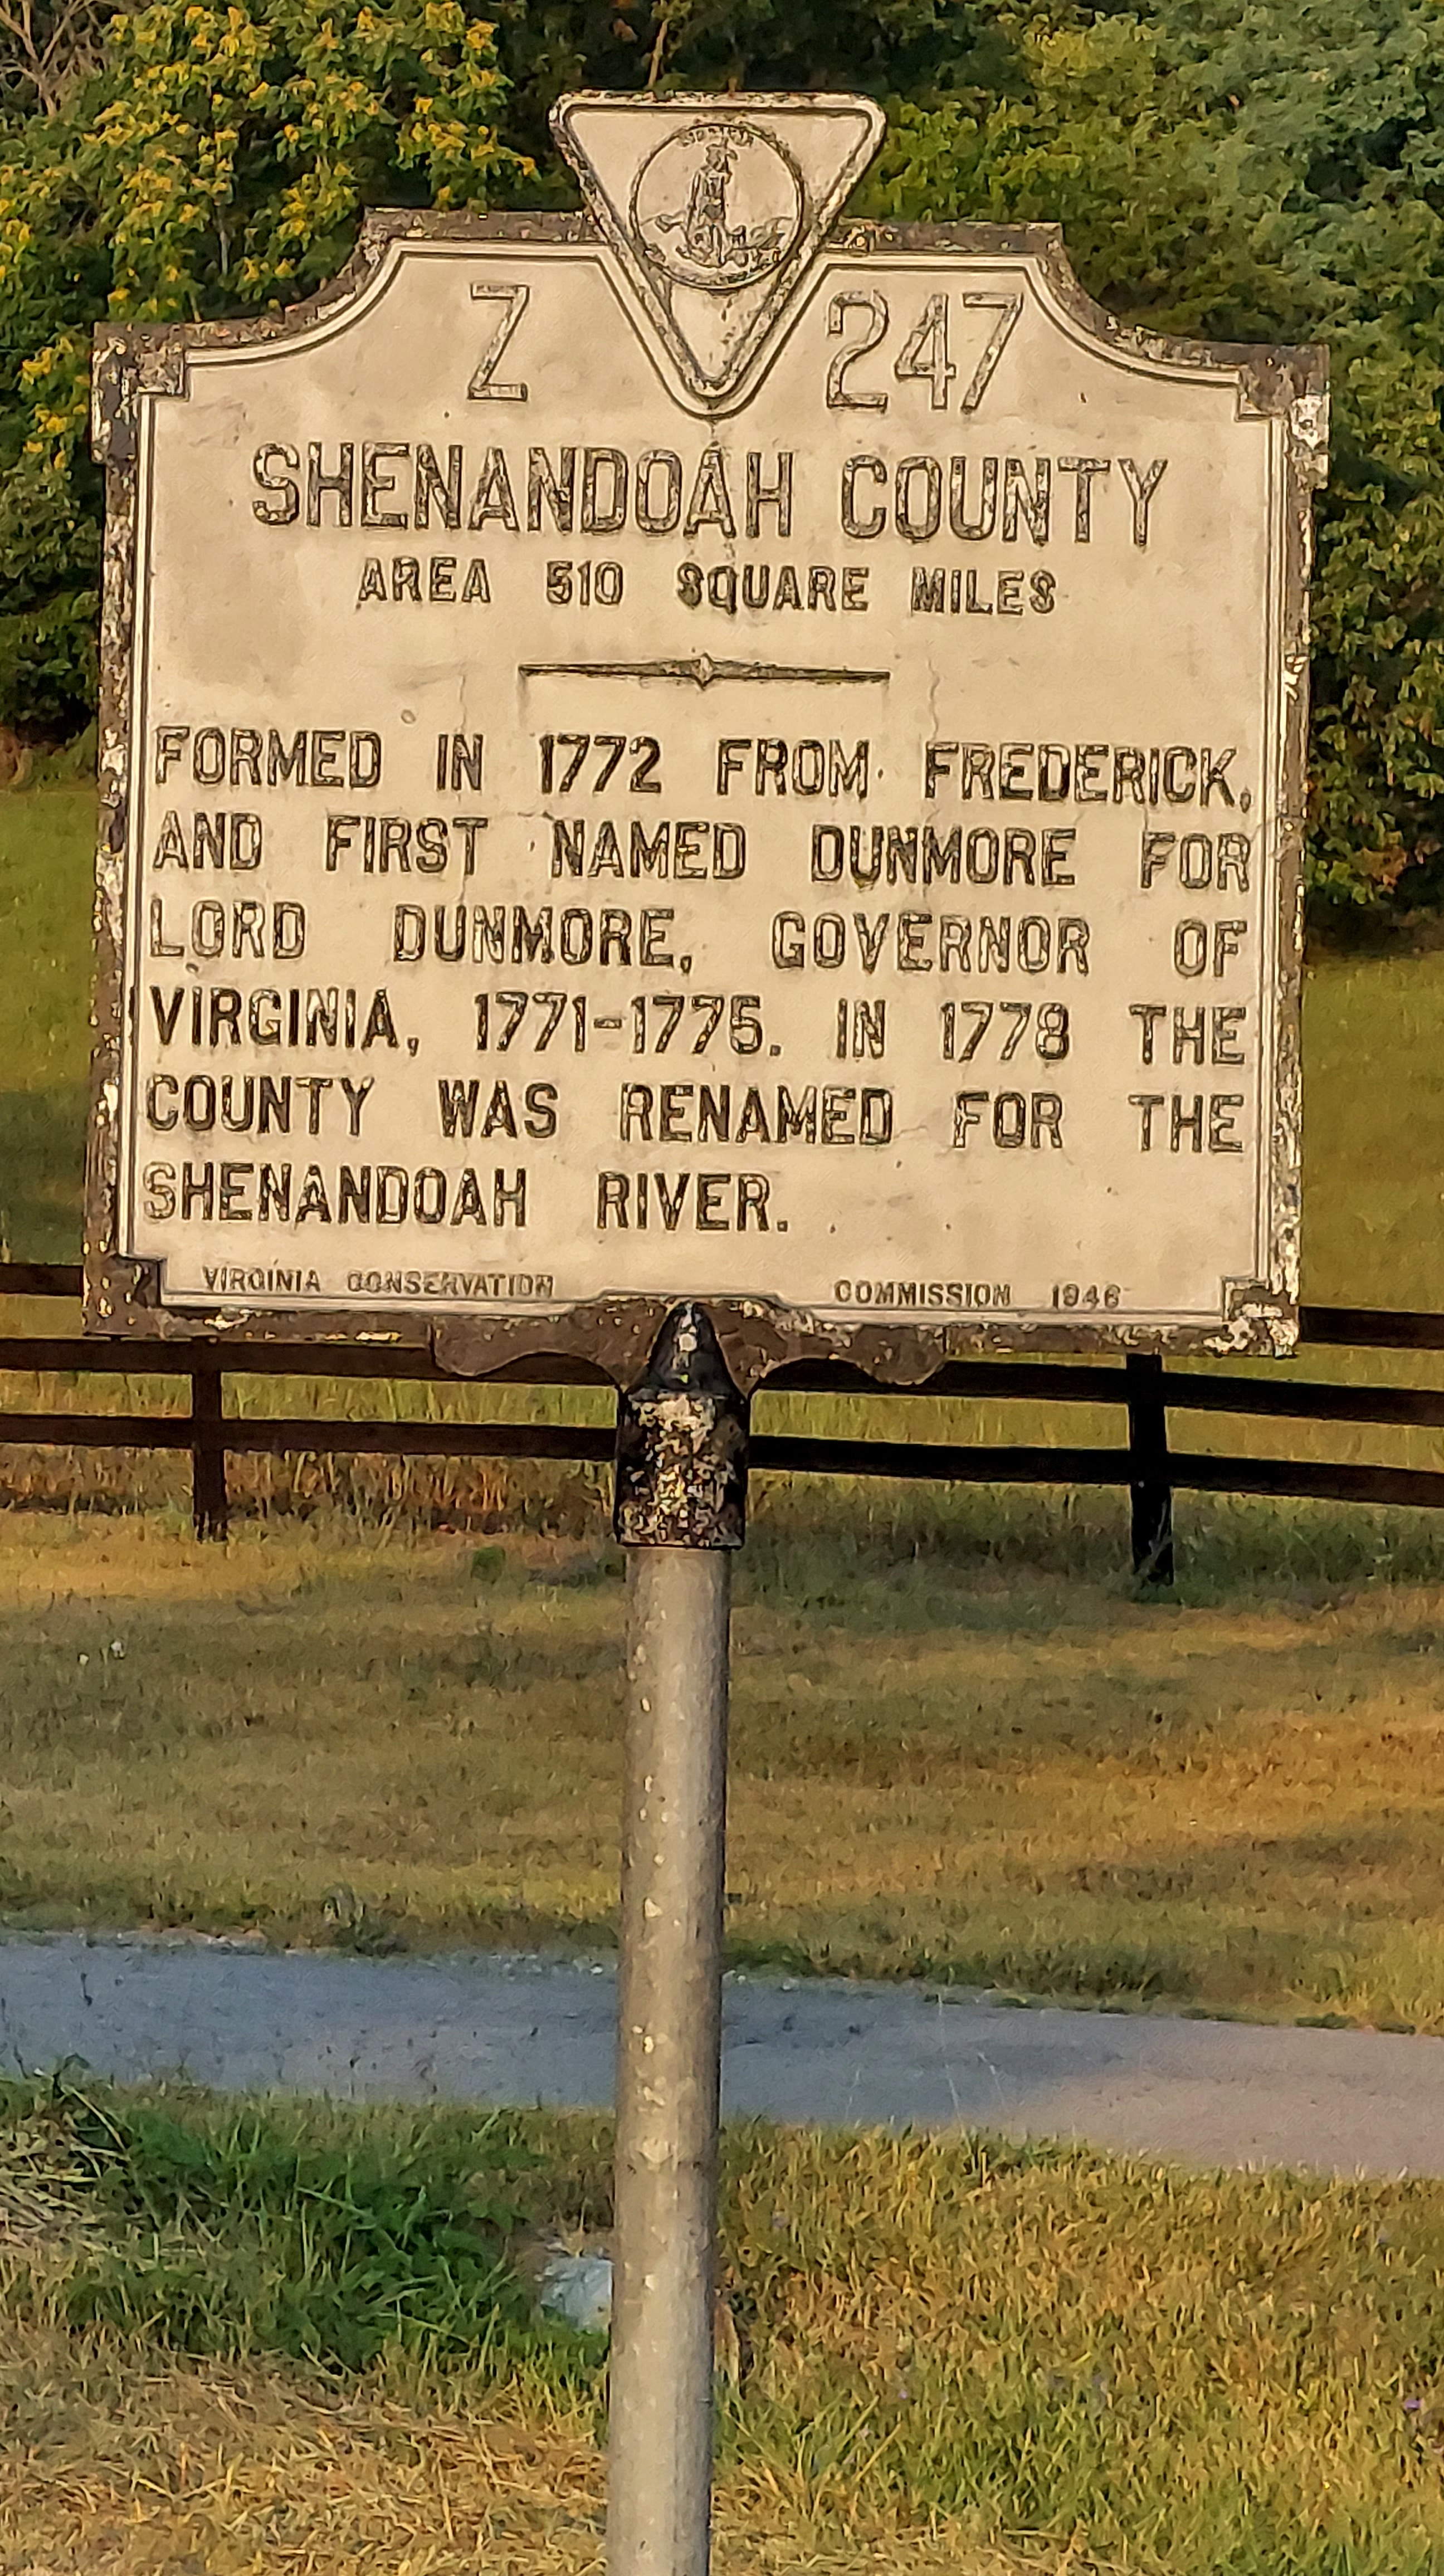 Z 247
SHENANDOAH COUNTY
AREA 510 SQUARE MILES
FORMED IN 1772 FROM FREDERICK,
AND FIRST NAMED DUNMORE FOR
LORD DUNMORE, GOVERNOR OF
VIRGINIA, 1771-1775. IN 1778 THE
COUNTY WAS RENAMED FOR THE
SHENANDOAH RIVER.
VIRGINIA CONSERVATION COMMISSION 1946